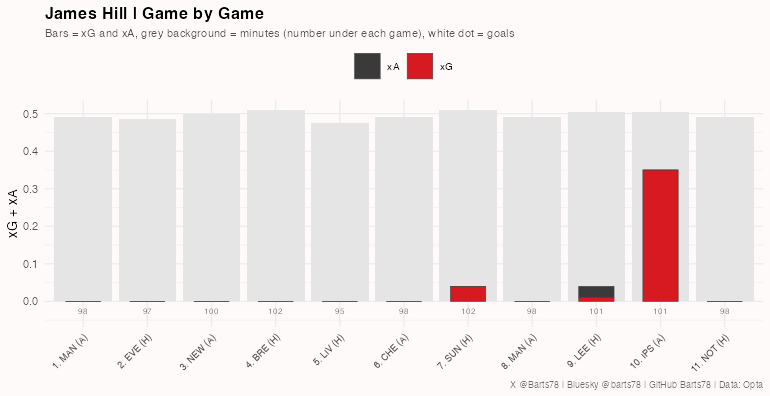 James Hill | Game by Game
Bars = xG and xA, grey background = minutes (number under each game), white dot = goals
xA xG
xG + xA
0.5
0.4
0.3
0.2
0.1
0.0
98 97 100 102 95 98 102 98 101 101 98
1. MAN (A) 2. EVE (H) 3. NEW (A) 4. BRE (H) 5. LIV (H) 6. CHE (A) 7. SUN (H) 8. MAN (A) 9. LEE (H) 10. IPS (A) 11. NOT (H)
X @Barts78 | Bluesky @barts78 | GitHub Barts78 | Data: Opta